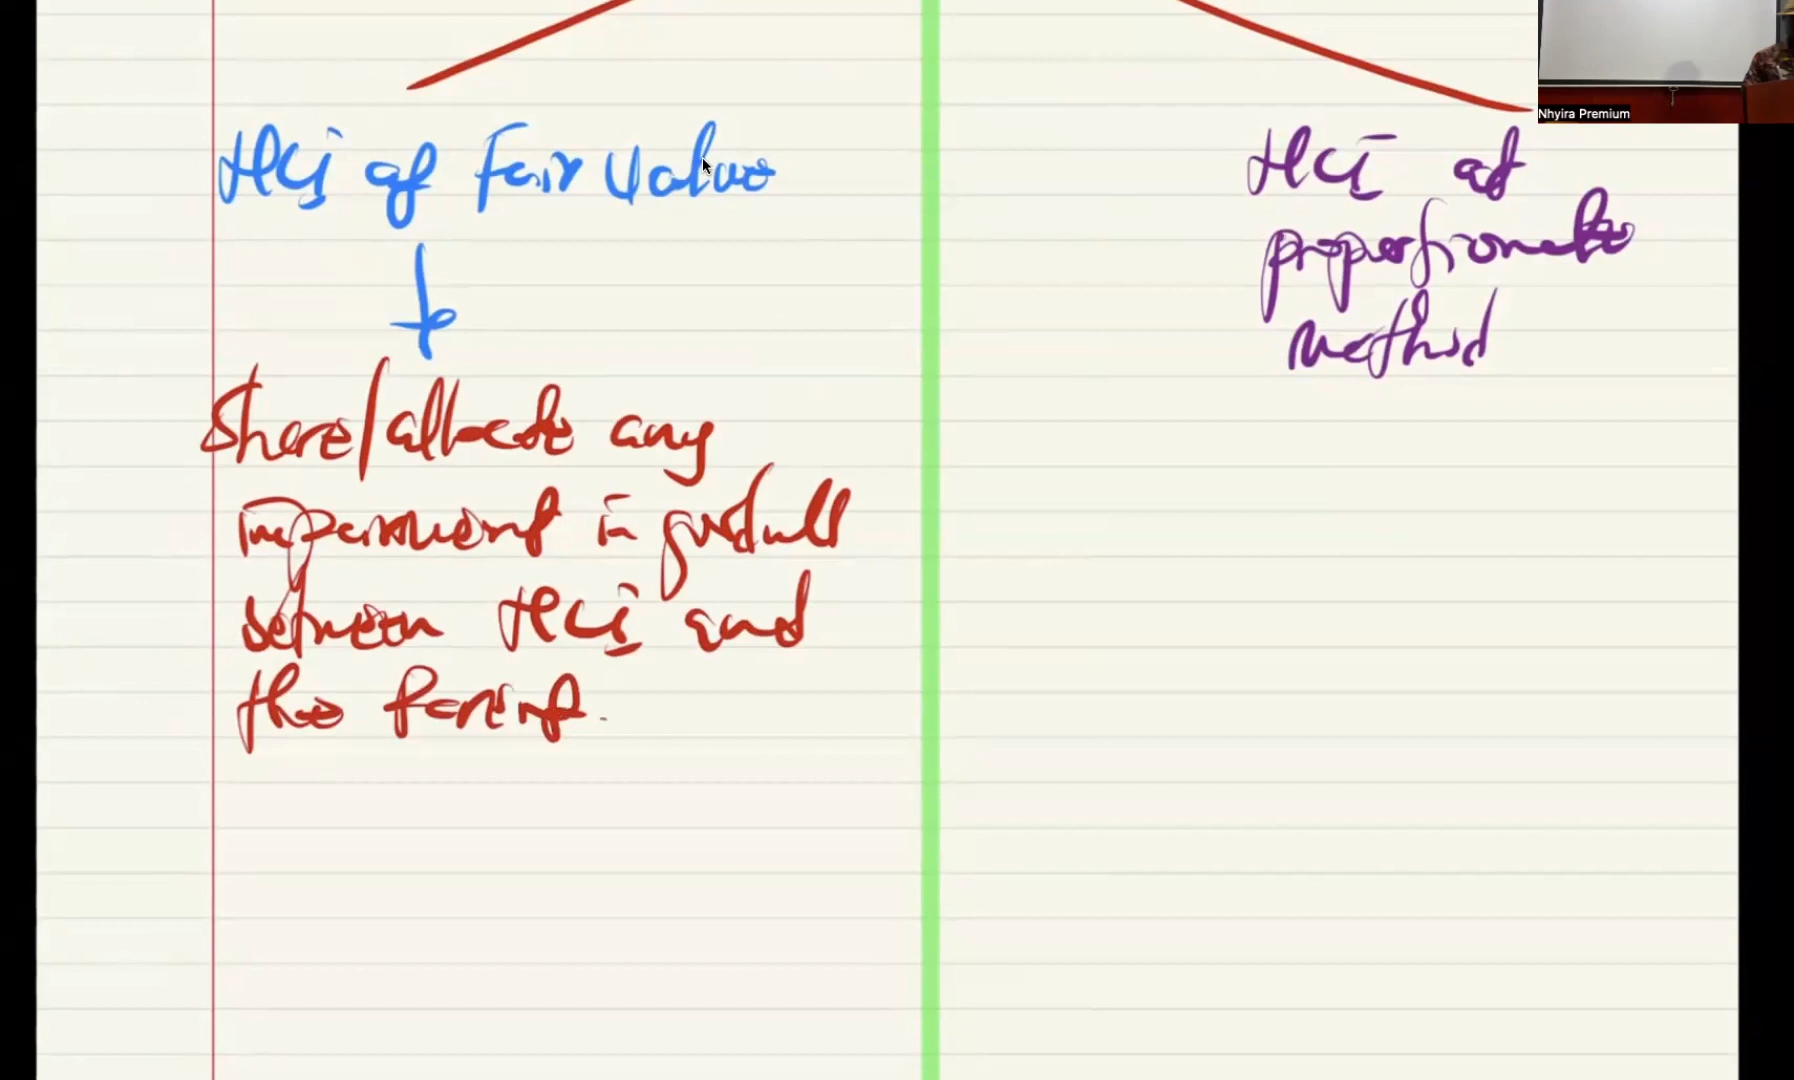 NCI at Fair Value
Share/allocate any
impairment in goodwill
between NCI and
the Parent.
NCI at
proportionate
method
Nhyira Premium